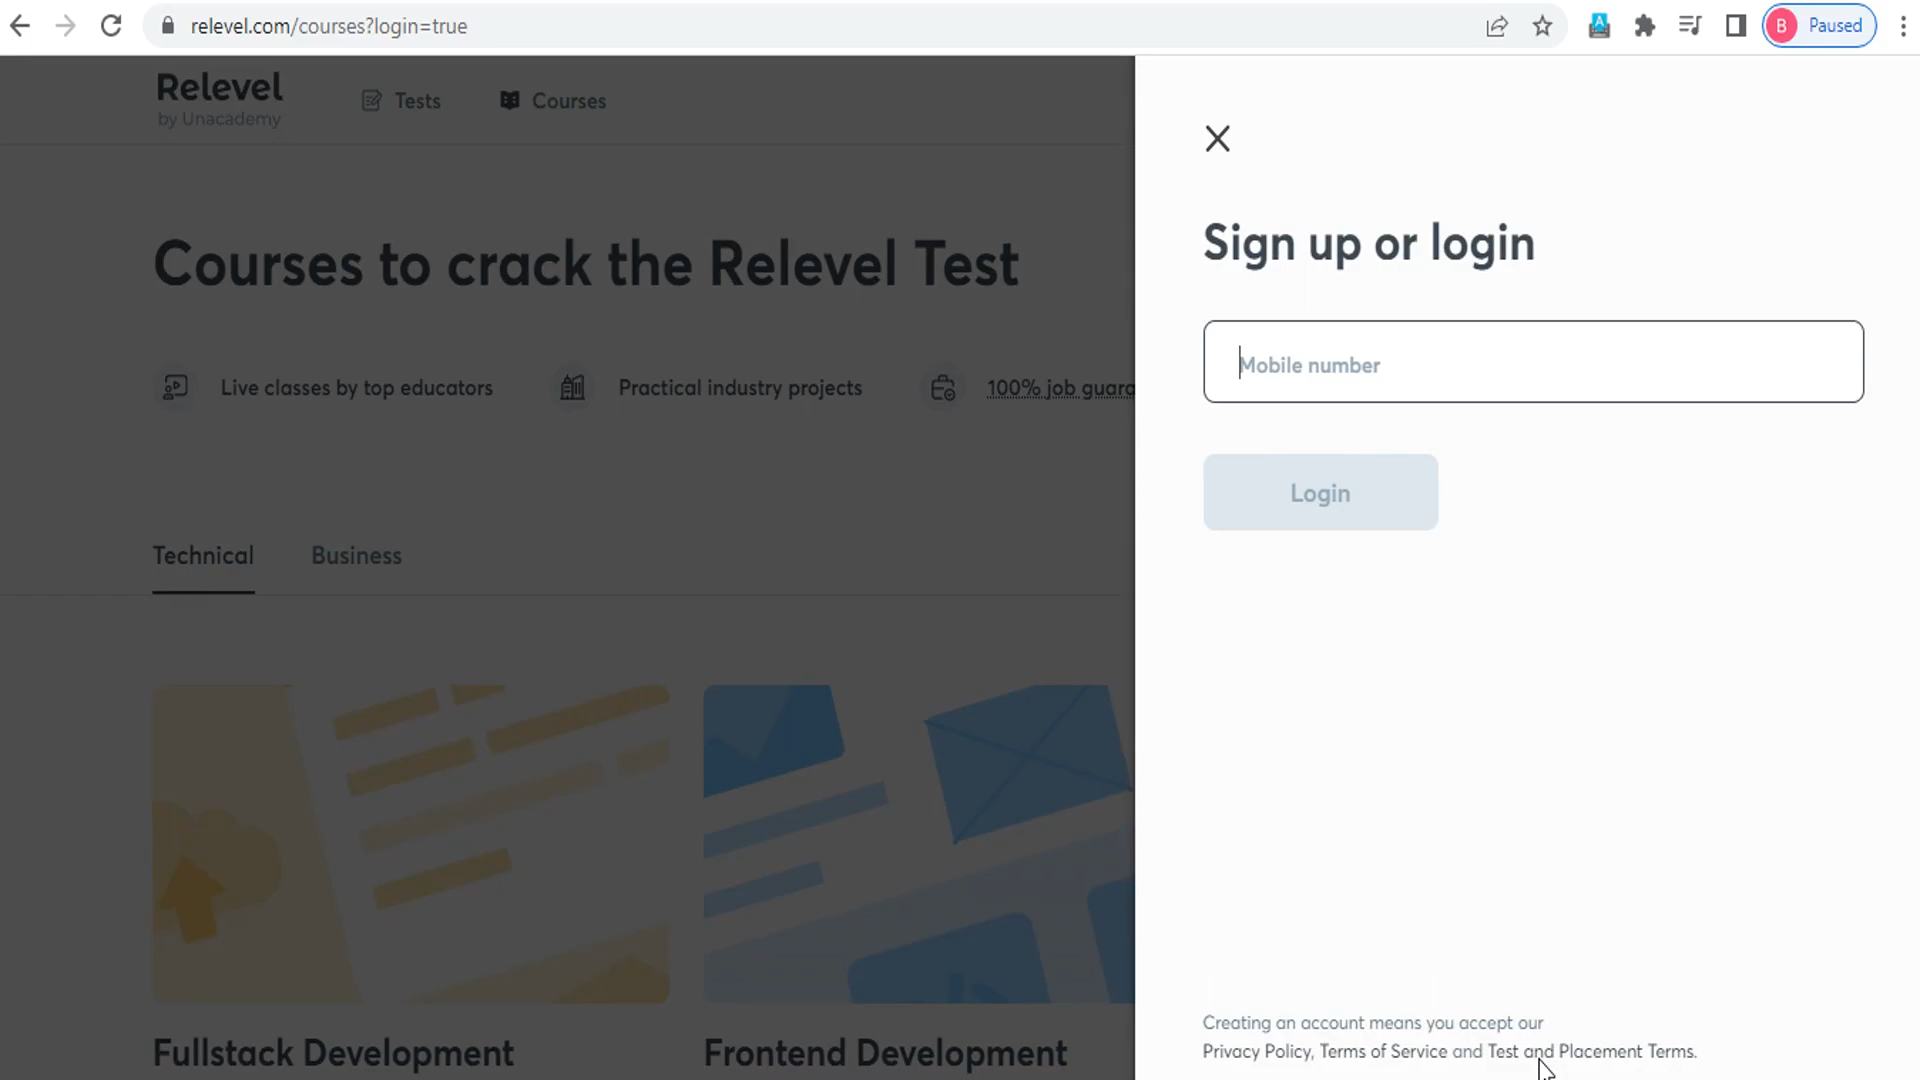 relevel.com/courses?login=true
B Paused
Relevel
by Unacademy
Tests
Courses
Courses to crack the Relevel Test
Live classes by top educators
Practical industry projects
100% job guara
Technical
Business
Fullstack Development
Frontend Development
Sign up or login
Mobile number
Login
Creating an account means you accept our
Privacy Policy, Terms of Service and Test and Placement Terms.